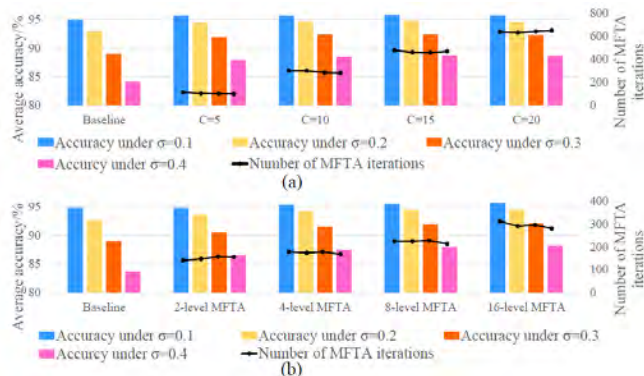 Average accuracy/%
95
90
85
80
800
600
400
200
0
Number of MFTA iterations
Baseline C=5 C=10 C=15 C=20
Accuracy under σ=0.1 Accuracy under σ=0.2 Accuracy under σ=0.3
Accurcy under σ=0.4 Number of MFTA iterations
(a)
Average accuracy/%
95
90
85
80
400
300
200
100
0
Number of MFTA iterations
Baseline 2-level MFTA 4-level MFTA 8-level MFTA 16-level MFTA
Accuracy under σ=0.1 Accuracy under σ=0.2 Accuracy under σ=0.3
Accurcy under σ=0.4 Number of MFTA iterations
(b)